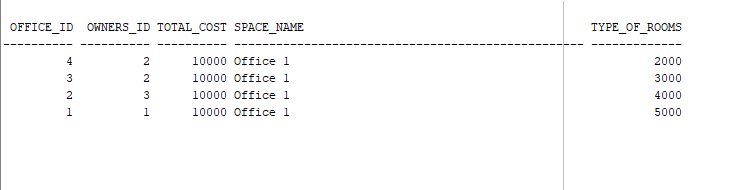 OFFICE_ID OWNERS_ID TOTAL_COST SPACE_NAME TYPE_OF_ROOMS
---------- ---------- ---------- -------------------------------------------------- -------------
4 2 10000 Office 1 2000
3 2 10000 Office 1 3000
2 3 10000 Office 1 4000
1 1 10000 Office 1 5000